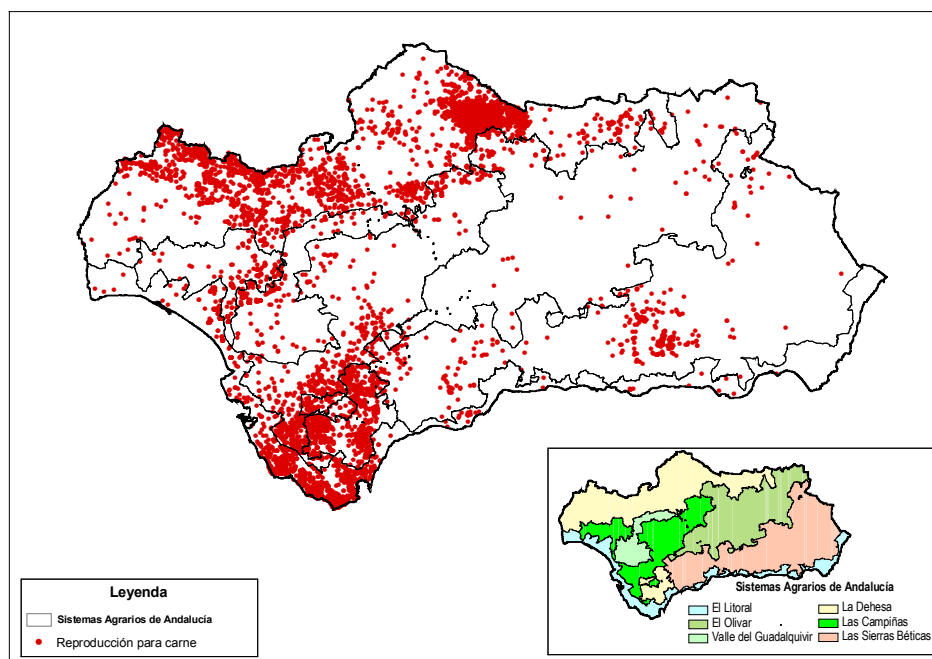 Leyenda
Sistemas Agrarios de Andalucía
Reproducción para carne
Sistemas Agrarios de Andalucía
El Litoral
La Dehesa
El Olivar
Las Campiñas
Valle del Guadalquivir
Las Sierras Béticas